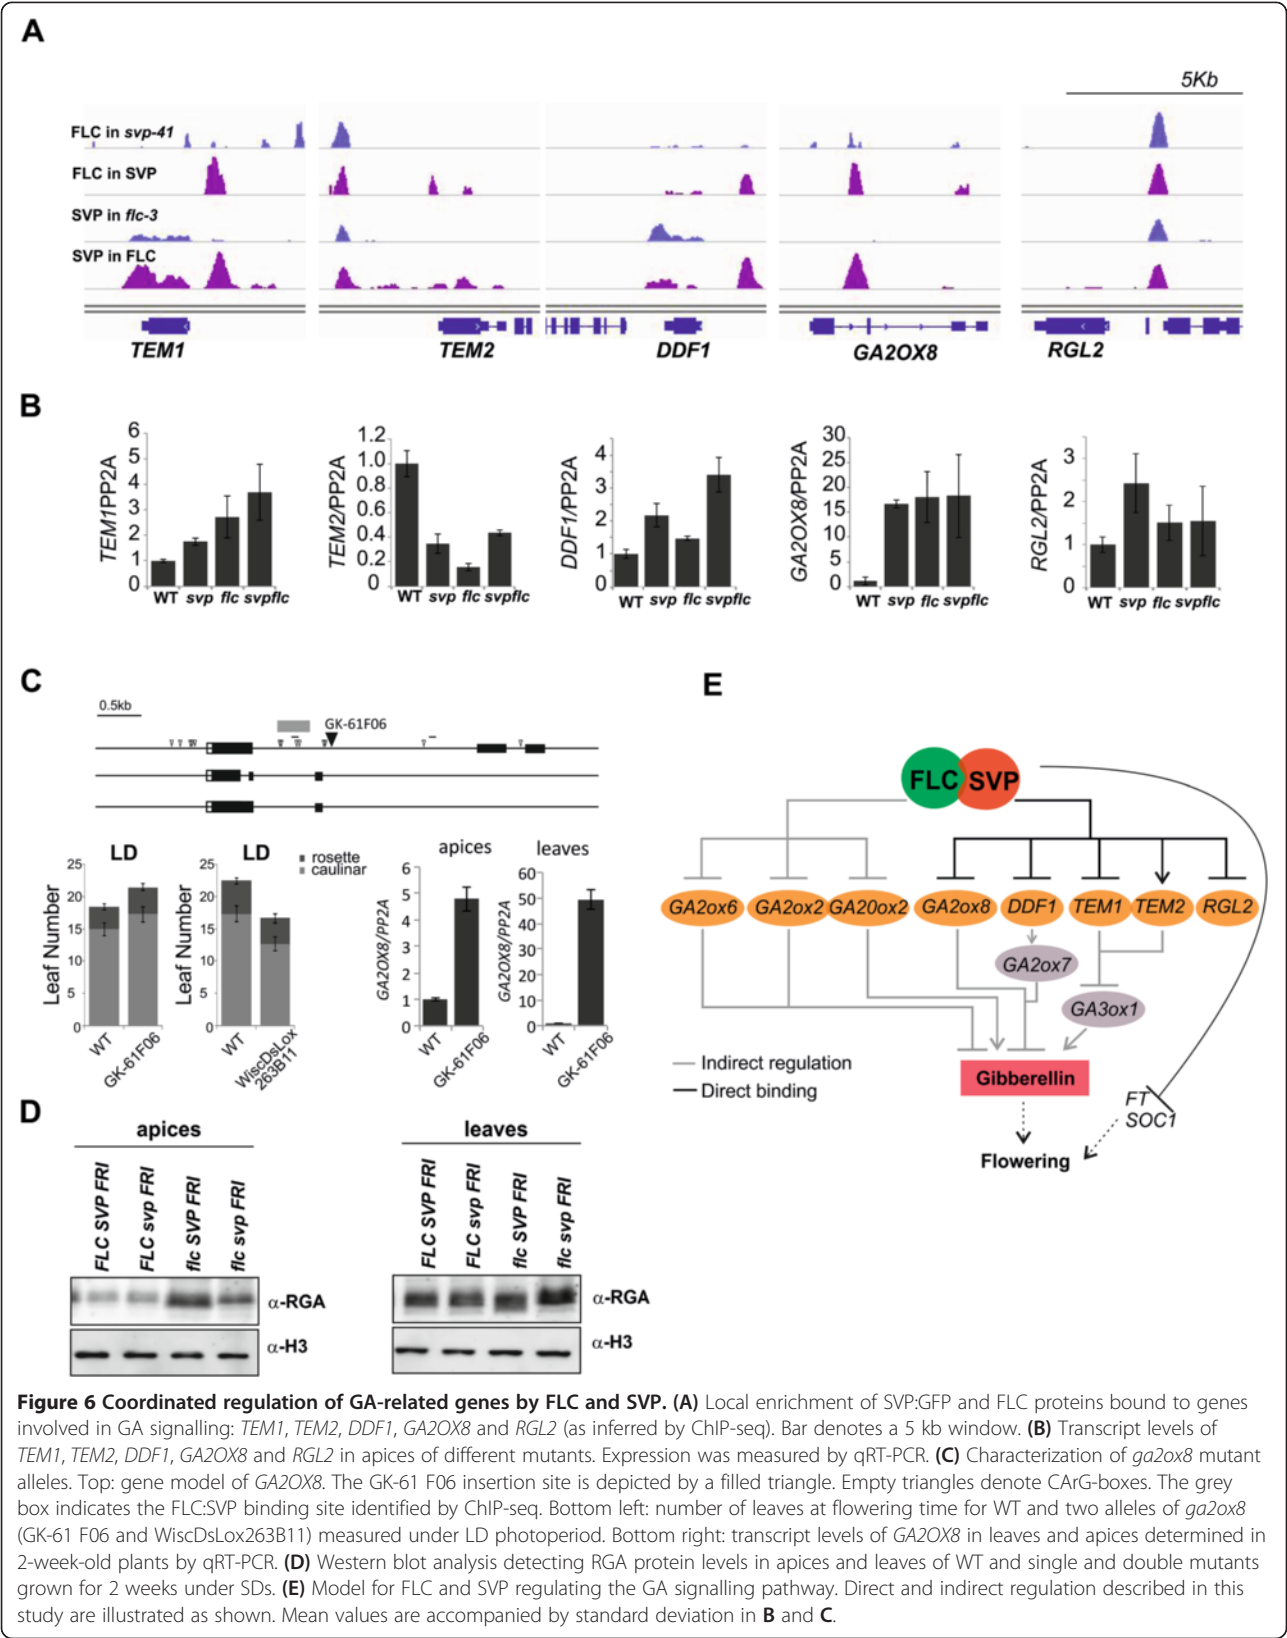 A
5Kb
FLC in svp-41
FLC in SVP
SVP in flc-3
SVP in FLC
TEM1
TEM2
DDF1
GA2OX8
RGL2
B
TEM1PP2A
6
5
4
3
2
1
0
WT svp flc svpflc
TEM2/PP2A
1.2
1.0
0.8
0.6
0.4
0.2
0
WT svp flc svpflc
DDF1/PP2A
4
3
2
1
0
WT svp flc svpflc
GA2OX8/PP2A
30
25
20
15
10
5
0
WT svp flc svpflc
RGL2/PP2A
3
2
1
0
WT svp flc svpflc
C
0.5kb
GK-61F06
LD
Leaf Number
25
20
15
10
5
0
WT
GK-61F06
LD
rosette
caulinar
Leaf Number
25
20
15
10
5
0
WT
WiscDsLox
263B11
apices
GA2OX8/PP2A
6
5
4
3
2
1
0
WT
GK-61F06
leaves
GA2OX8/PP2A
60
50
40
30
20
10
0
WT
GK-61F06
D
apices
FLC SVP FRI
FLC svp FRI
flc SVP FRI
flc svp FRI
α-RGA
α-H3
leaves
FLC SVP FRI
FLC svp FRI
flc SVP FRI
flc svp FRI
α-RGA
α-H3
E
FLC SVP
GA2ox6
GA2ox2
GA20ox2
GA2ox8
DDF1
TEM1
TEM2
RGL2
GA2ox7
GA3ox1
Indirect regulation
Direct binding
Gibberellin
FT
SOC1
Flowering
Figure 6 Coordinated regulation of GA-related genes by FLC and SVP. (A) Local enrichment of SVP:GFP and FLC proteins bound to genes
involved in GA signalling: TEM1, TEM2, DDF1, GA2OX8 and RGL2 (as inferred by ChIP-seq). Bar denotes a 5 kb window. (B) Transcript levels of
TEM1, TEM2, DDF1, GA2OX8 and RGL2 in apices of different mutants. Expression was measured by qRT-PCR. (C) Characterization of ga2ox8 mutant
alleles. Top: gene model of GA2OX8. The GK-61 F06 insertion site is depicted by a filled triangle. Empty triangles denote CArG-boxes. The grey
box indicates the FLC:SVP binding site identified by ChIP-seq. Bottom left: number of leaves at flowering time for WT and two alleles of ga2ox8
(GK-61 F06 and WiscDsLox263B11) measured under LD photoperiod. Bottom right: transcript levels of GA2OX8 in leaves and apices determined in
2-week-old plants by qRT-PCR. (D) Western blot analysis detecting RGA protein levels in apices and leaves of WT and single and double mutants
grown for 2 weeks under SDs. (E) Model for FLC and SVP regulating the GA signalling pathway. Direct and indirect regulation described in this
study are illustrated as shown. Mean values are accompanied by standard deviation in B and C.